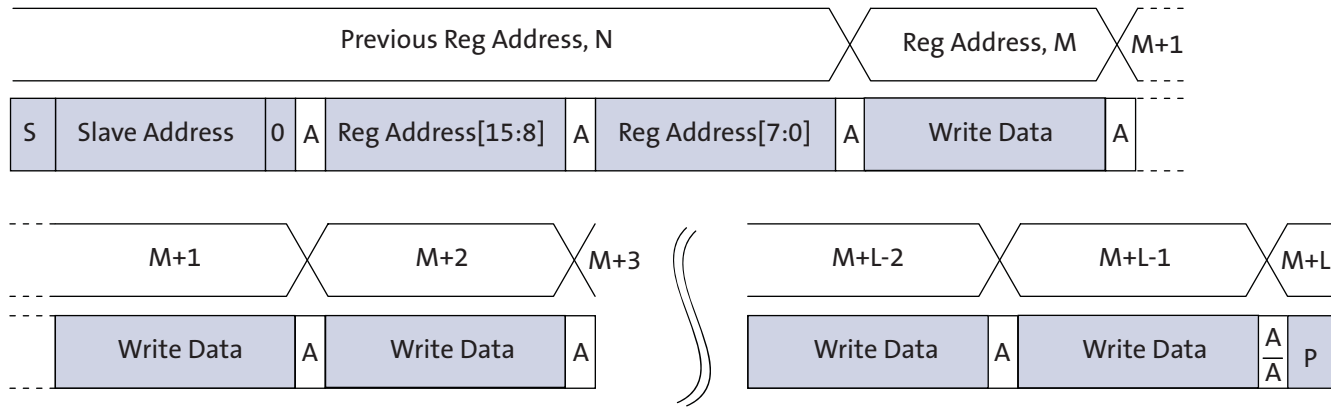 Previous Reg Address, N Reg Address, M M+1
S Slave Address 0 A Reg Address[15:8] A Reg Address[7:0] A Write Data A
M+1 M+2 M+3 M+L-2 M+L-1 M+L
Write Data A Write Data A Write Data A Write Data A/A̅ P